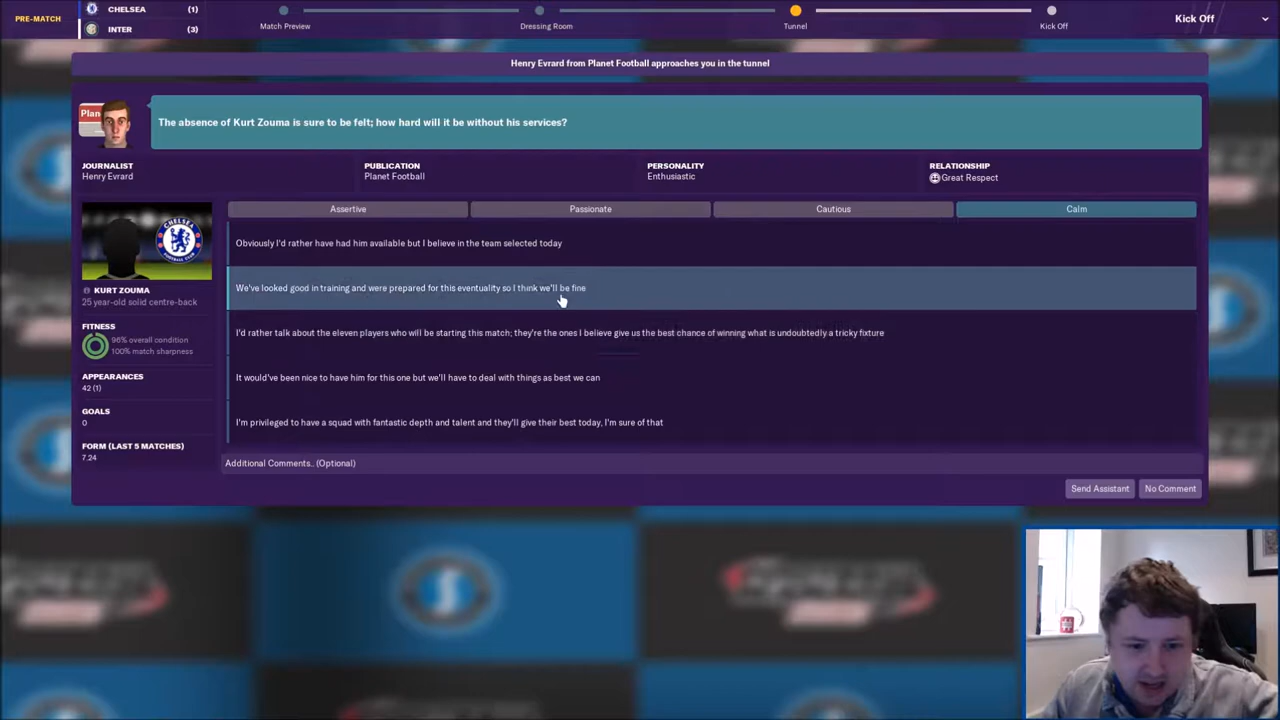 PRE-MATCH
CHELSEA (1)
INTER (3)
Match Preview
Dressing Room
Tunnel
Kick Off
Kick Off
Henry Evrard from Planet Football approaches you in the tunnel
Plan
The absence of Kurt Zouma is sure to be felt; how hard will it be without his services?
JOURNALIST
Henry Evrard
PUBLICATION
Planet Football
PERSONALITY
Enthusiastic
RELATIONSHIP
Great Respect
Assertive
Passionate
Cautious
Calm
CHELSEA
KURT ZOUMA
25 year-old solid centre-back
FITNESS
96% overall condition
100% match sharpness
APPEARANCES
42 (1)
GOALS
0
FORM (LAST 5 MATCHES)
7.24
Obviously I'd rather have had him available but I believe in the team selected today
We've looked good in training and were prepared for this eventuality so I think we'll be fine
I'd rather talk about the eleven players who will be starting this match; they're the ones I believe give us the best chance of winning what is undoubtedly a tricky fixture
It would've been nice to have him for this one but we'll have to deal with things as best we can
I'm privileged to have a squad with fantastic depth and talent and they'll give their best today, I'm sure of that
Additional Comments.. (Optional)
Send Assistant
No Comment